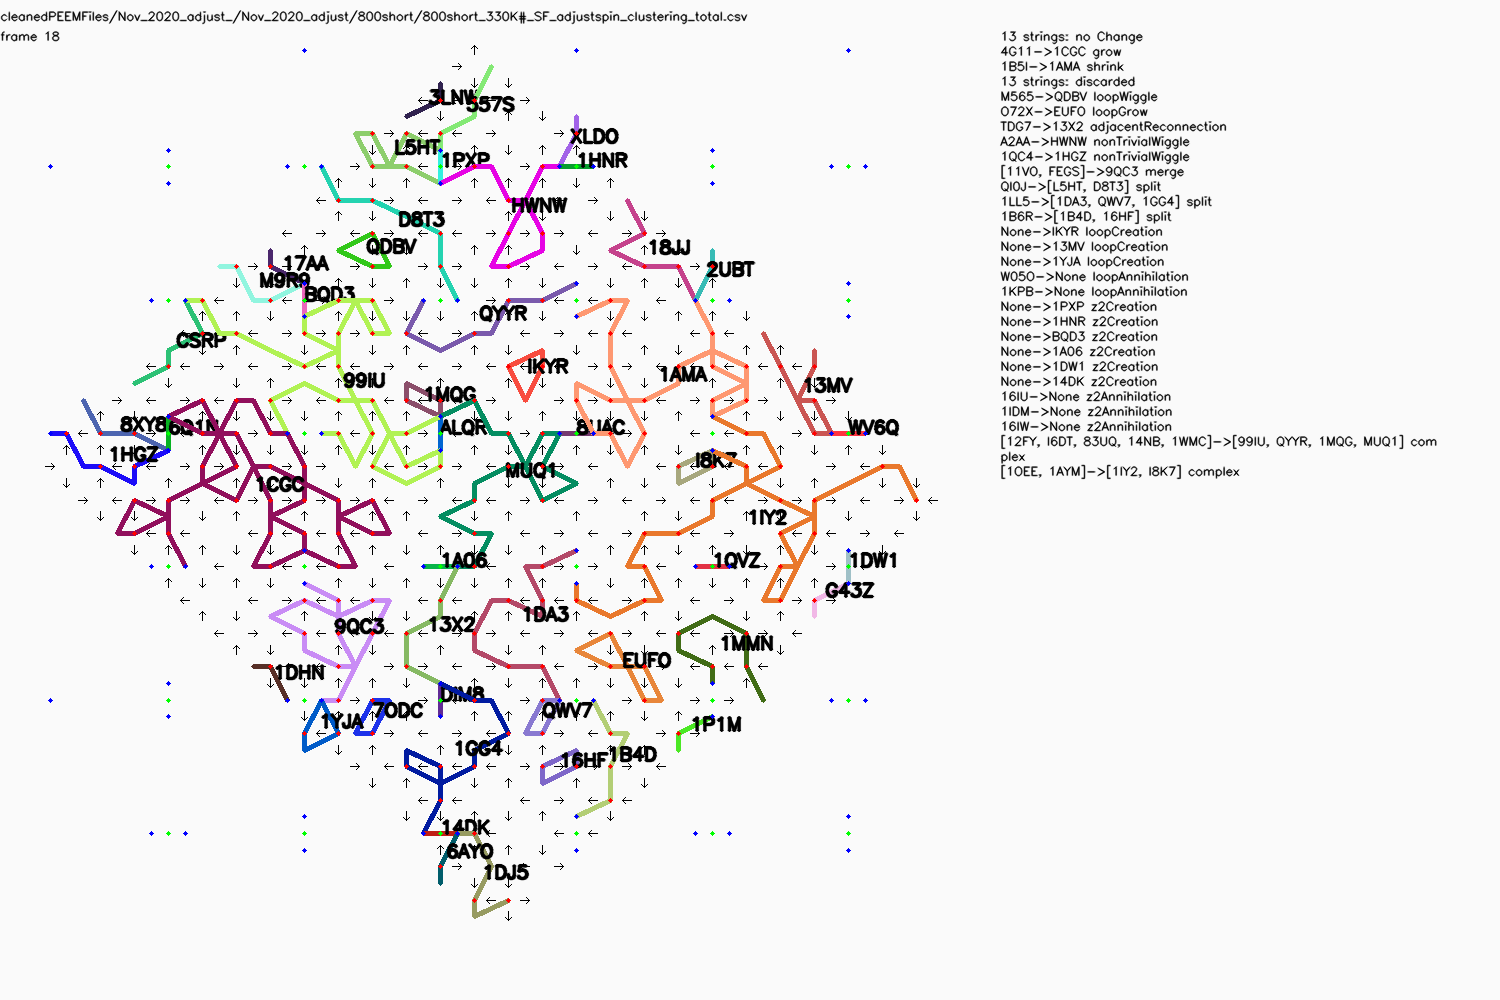 cleanedPEEMFiles/Nov_2020_adjust_/Nov_2020_adjust/800short/800short_330K#_SF_adjustspin_clustering_total.csv
frame 18
13 strings: no Change
4G11->1CGC grow
1B5I->1AMA shrink
13 strings: discarded
M565->QDBV loopWiggle
O72X->EUFO loopGrow
TDG7->13X2 adjacentReconnection
A2AA->HWNW nonTrivialWiggle
1QC4->1HGZ nonTrivialWiggle
[11VO, FEGS]->9QC3 merge
QI0J->[L5HT, D8T3] split
1LL5->[1DA3, QWV7, 1GG4] split
1B6R->[1B4D, 16HF] split
None->IKYR loopCreation
None->13MV loopCreation
None->1YJA loopCreation
W05O->None loopAnnihilation
1KPB->None loopAnnihilation
None->1PXP z2Creation
None->1HNR z2Creation
None->BQD3 z2Creation
None->1A06 z2Creation
None->1DW1 z2Creation
None->14DK z2Creation
16IU->None z2Annihilation
1IDM->None z2Annihilation
16IW->None z2Annihilation
[12FY, I6DT, 83UQ, 14NB, 1WMC]->[99IU, QYYR, 1MQG, MUQ1] com
plex
[1OEE, 1AYM]->[1IY2, I8K7] complex
3LNW
557S
XLDO
L5HT
1PXP
1HNR
HWNW
D8T3
QDBV
18JJ
17AA
2UBT
M9R9
BQD3
QYYR
CSRP
IKYR
1AMA
99IU
13MV
1MQG
8XY8
ALQR
8UAC
WV6Q
1HGZ
I8K7
MUQ1
1CGC
1IY2
1A06
1QVZ
1DW1
G43Z
1DA3
13X2
9QC3
1MMN
EUFO
1DHN
DIM8
7ODC
QWV7
1YJA
1P1M
1GG4
1B4D
16HF
14DK
6AYO
1DJ5